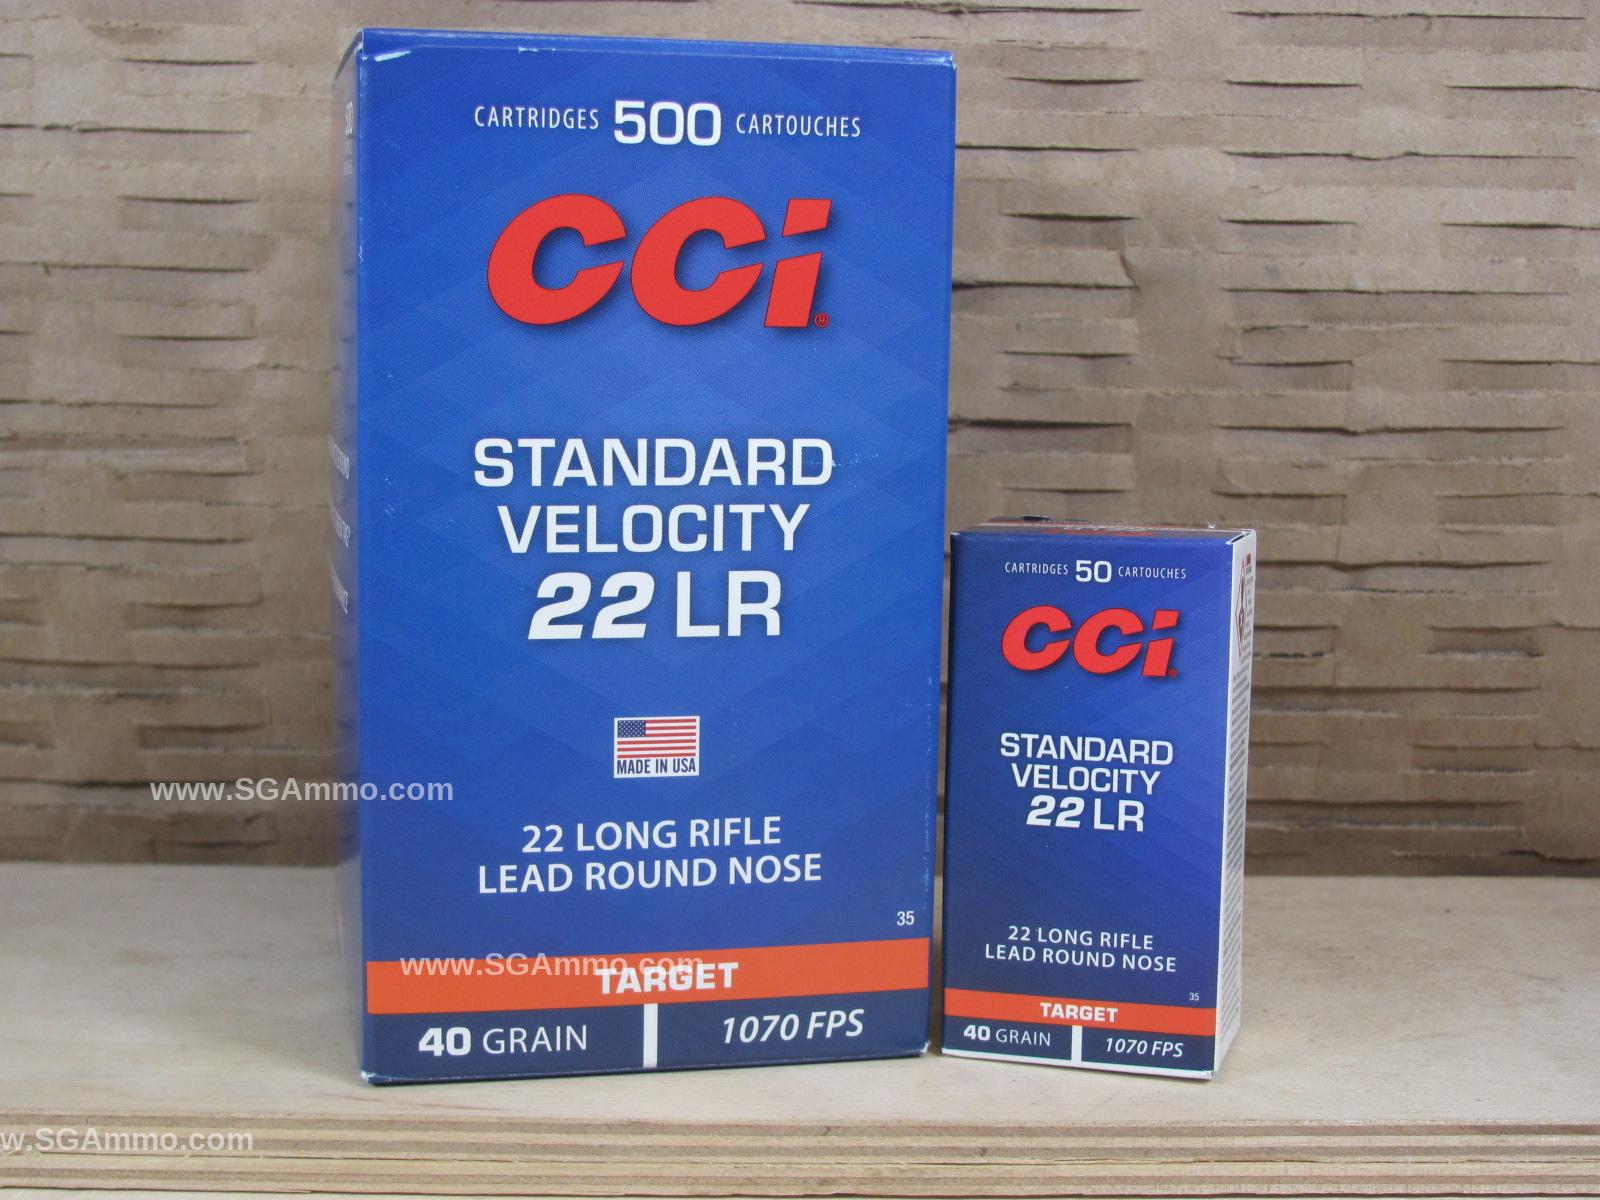 CARTRIDGES 500 CARTOUCHES
CCI®
STANDARD
VELOCITY
22 LR
MADE IN USA
22 LONG RIFLE
LEAD ROUND NOSE
35
TARGET
40 GRAIN 1070 FPS
CARTRIDGES 50 CARTOUCHES
CCI
STANDARD
VELOCITY
22 LR
22 LONG RIFLE
LEAD ROUND NOSE
35
TARGET
40 GRAIN 1070 FPS
www.SGAmmo.com
www.SGAmmo.com
w.SGAmmo.com